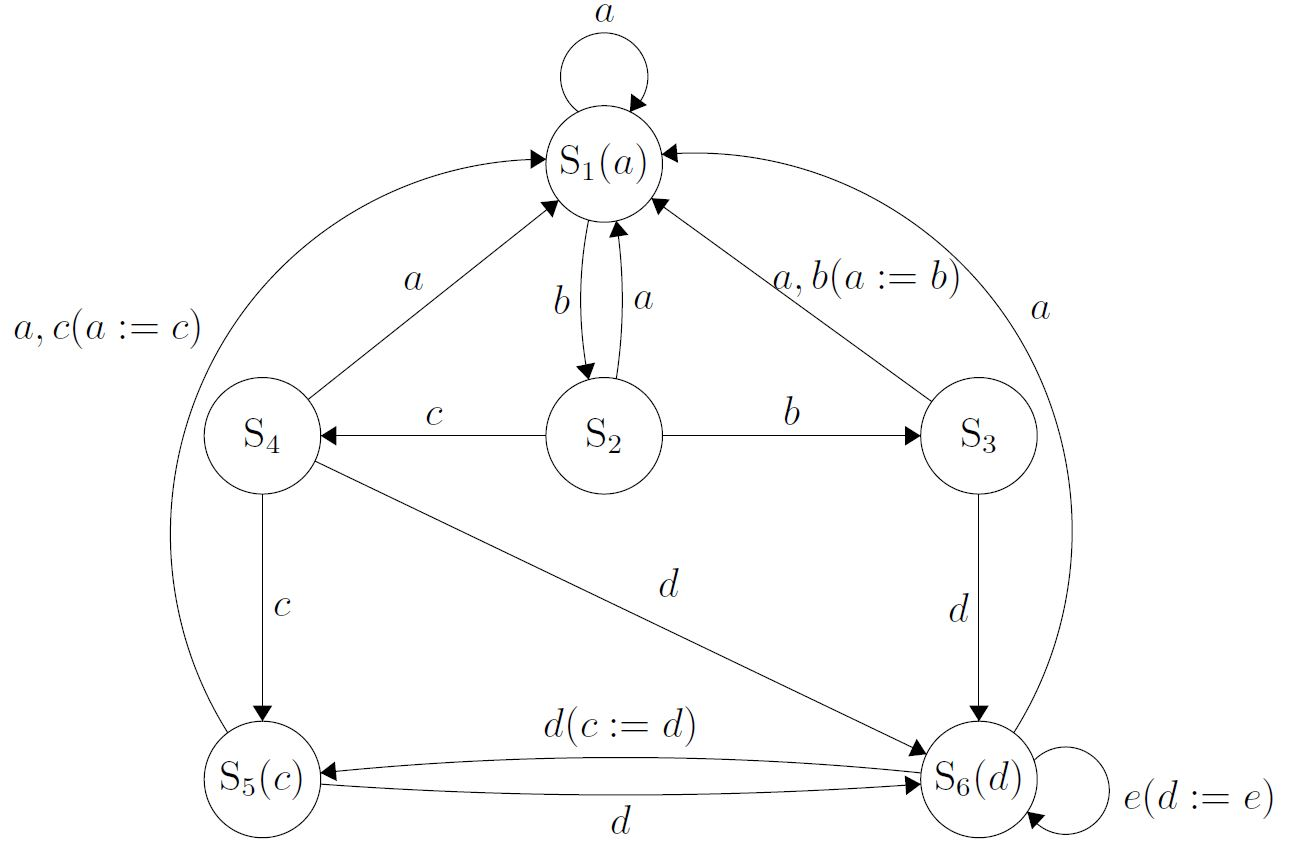 a
S₁(a)
a, b(a := b)
a
b
a
a
a, c(a := c)
c
b
S₄
S₂
S₃
d
c
d
d(c := d)
S₅(c)
S₆(d)
e(d := e)
d